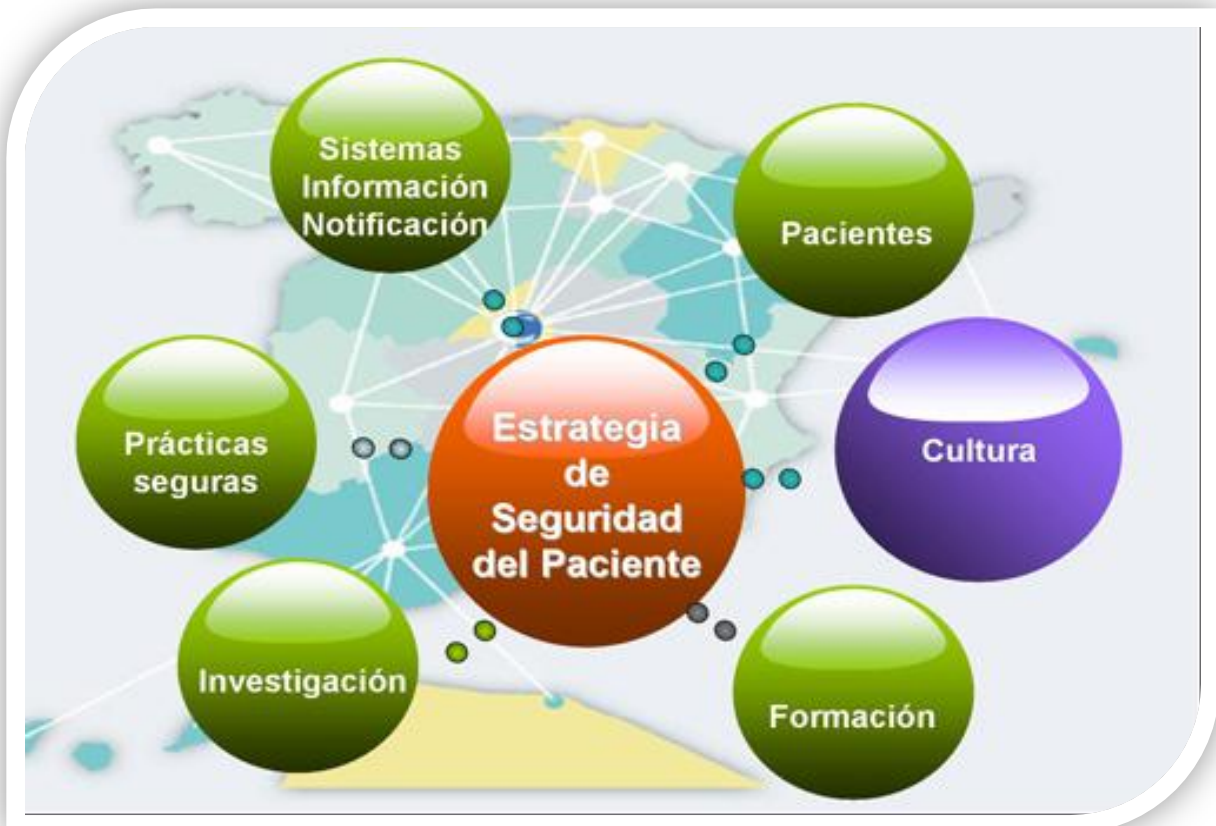 Sistemas
Información
Notificación
Pacientes
Prácticas
seguras
Estrategia
de
Seguridad
del Paciente
Cultura
Investigación
Formación